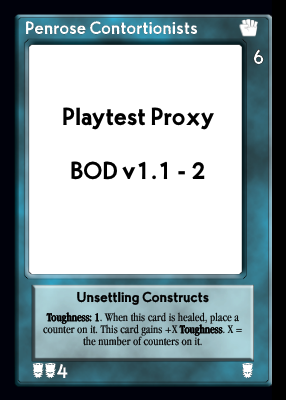 Penrose Contortionists
6
Playtest Proxy
BOD v1.1 - 2
Unsettling Constructs
Toughness: 1. When this card is healed, place a
counter on it. This card gains +X Toughness. X =
the number of counters on it.
4